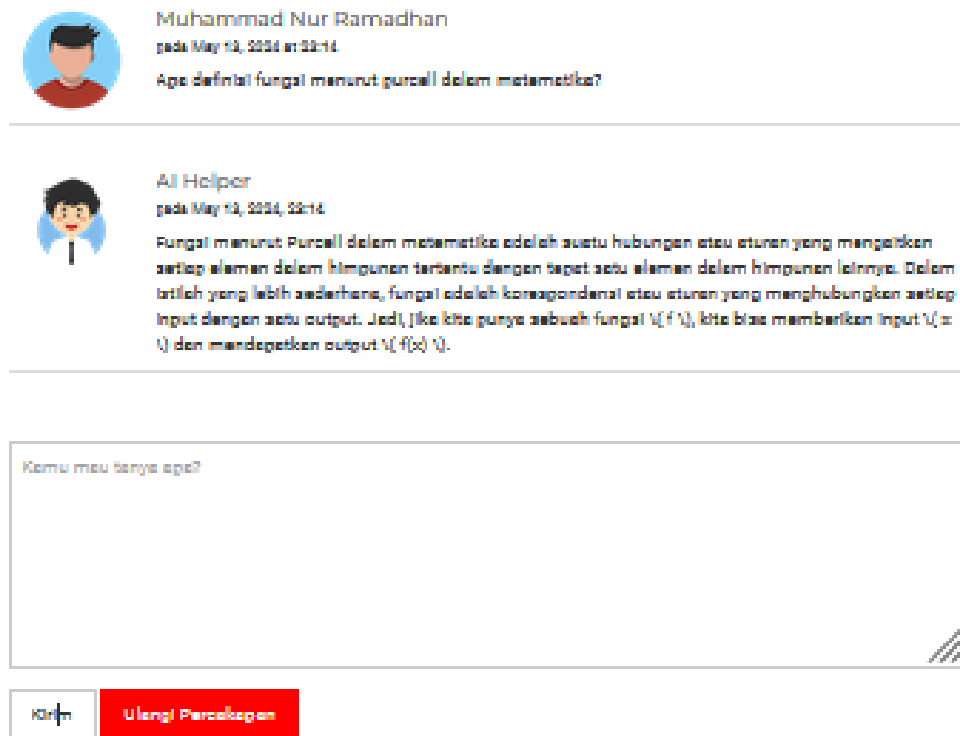 Muhammad Nur Ramadhan
pada May 13, 2024 at 22:14
Apa definisi fungsi menurut purcell dalam matematika?
AI Helper
pada May 13, 2024, 22:14
Fungsi menurut Purcell dalam matematika adalah suatu hubungan atau aturan yang mengaitkan
setiap elemen dalam himpunan tertentu dengan tepat satu elemen dalam himpunan lainnya. Dalam
istilah yang lebih sederhana, fungsi adalah korespondensi atau aturan yang menghubungkan setiap
input dengan satu output. Jadi, jika kita punya sebuah fungsi \( f \), kita bisa memberikan input \( x
\) dan mendapatkan output \( f(x) \).
Kamu mau tanya apa?
Kirim Ulangi Percakapan